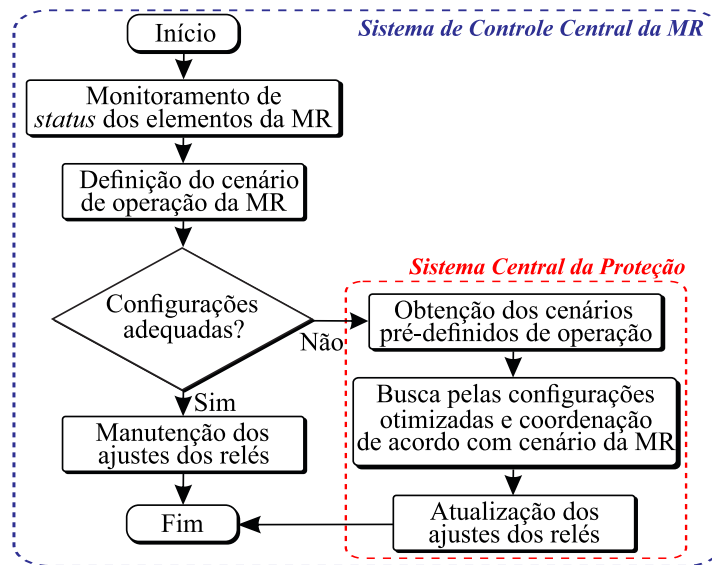 Início
Sistema de Controle Central da MR
Monitoramento de
status dos elementos da MR
Definição do cenário
de operação da MR
Configurações
adequadas?
Não
Sim
Manutenção dos
ajustes dos relés
Sistema Central da Proteção
Obtenção dos cenários
pré-definidos de operação
Busca pelas configurações
otimizadas e coordenação
de acordo com cenário da MR
Atualização dos
ajustes dos relés
Fim